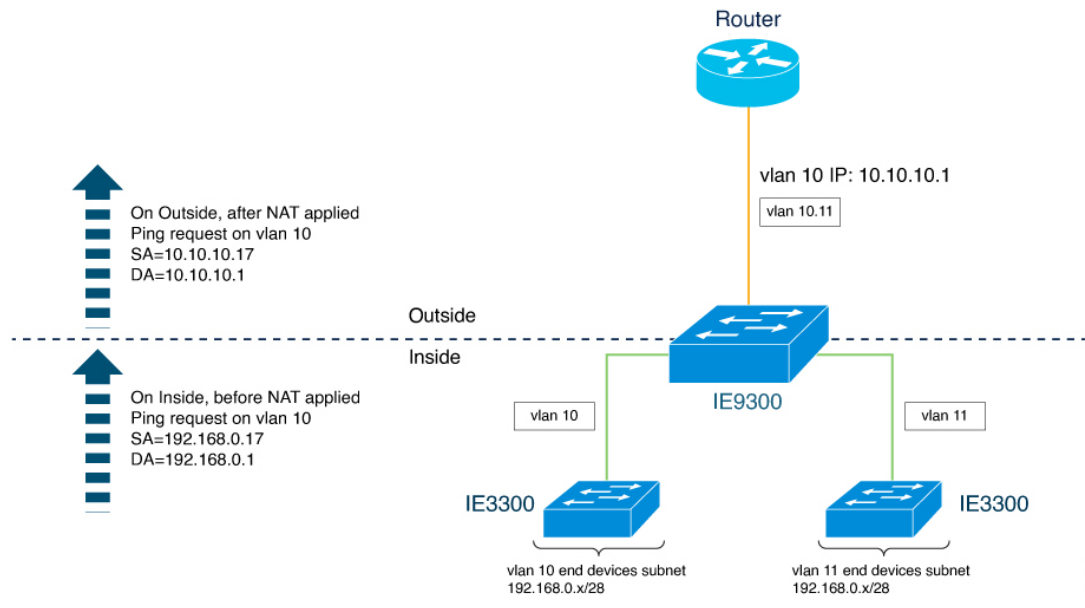 Router
vlan 10 IP: 10.10.10.1
vlan 10.11
On Outside, after NAT applied
Ping request on vlan 10
SA=10.10.10.17
DA=10.10.10.1
Outside
Inside
On Inside, before NAT applied
Ping request on vlan 10
SA=192.168.0.17
DA=192.168.0.1
IE9300
vlan 10
vlan 11
IE3300
IE3300
vlan 10 end devices subnet
192.168.0.x/28
vlan 11 end devices subnet
192.168.0.x/28